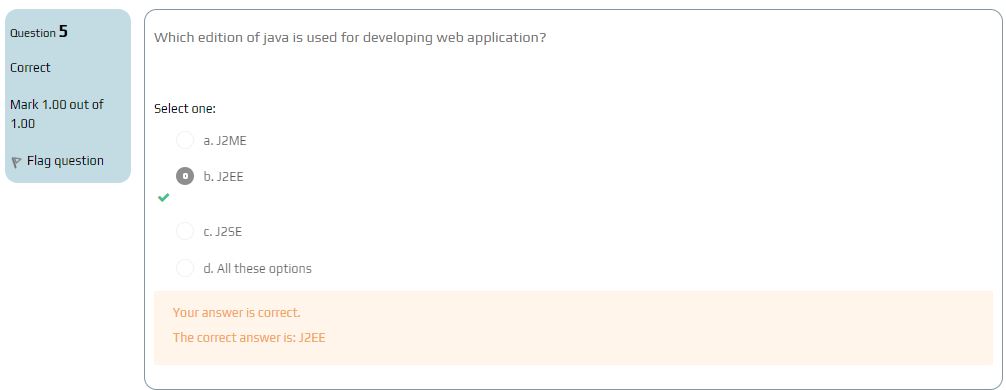 Question 5
Correct
Mark 1.00 out of
1.00
Flag question
Which edition of java is used for developing web application?
Select one:
a. J2ME
b. J2EE
c. J2SE
d. All these options
Your answer is correct.
The correct answer is: J2EE